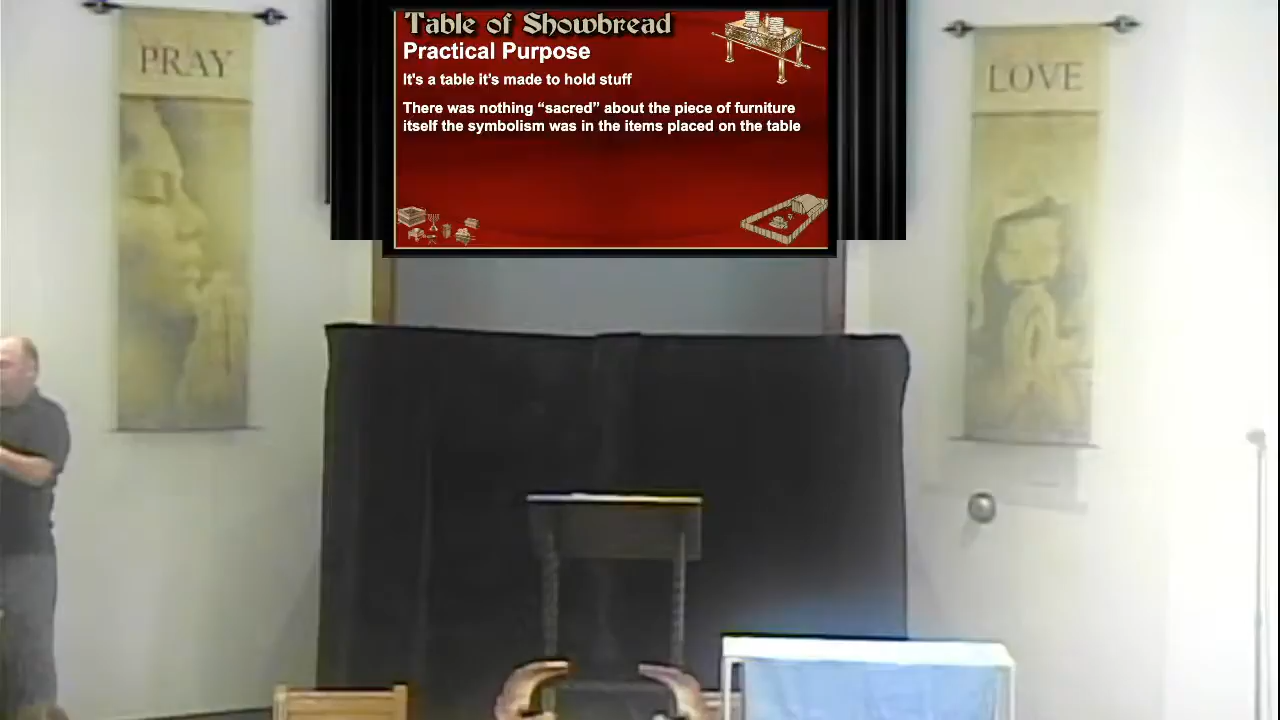 Table of Showbread
Practical Purpose
It's a table it's made to hold stuff
There was nothing “sacred” about the piece of furniture
itself the symbolism was in the items placed on the table
PRAY
LOVE